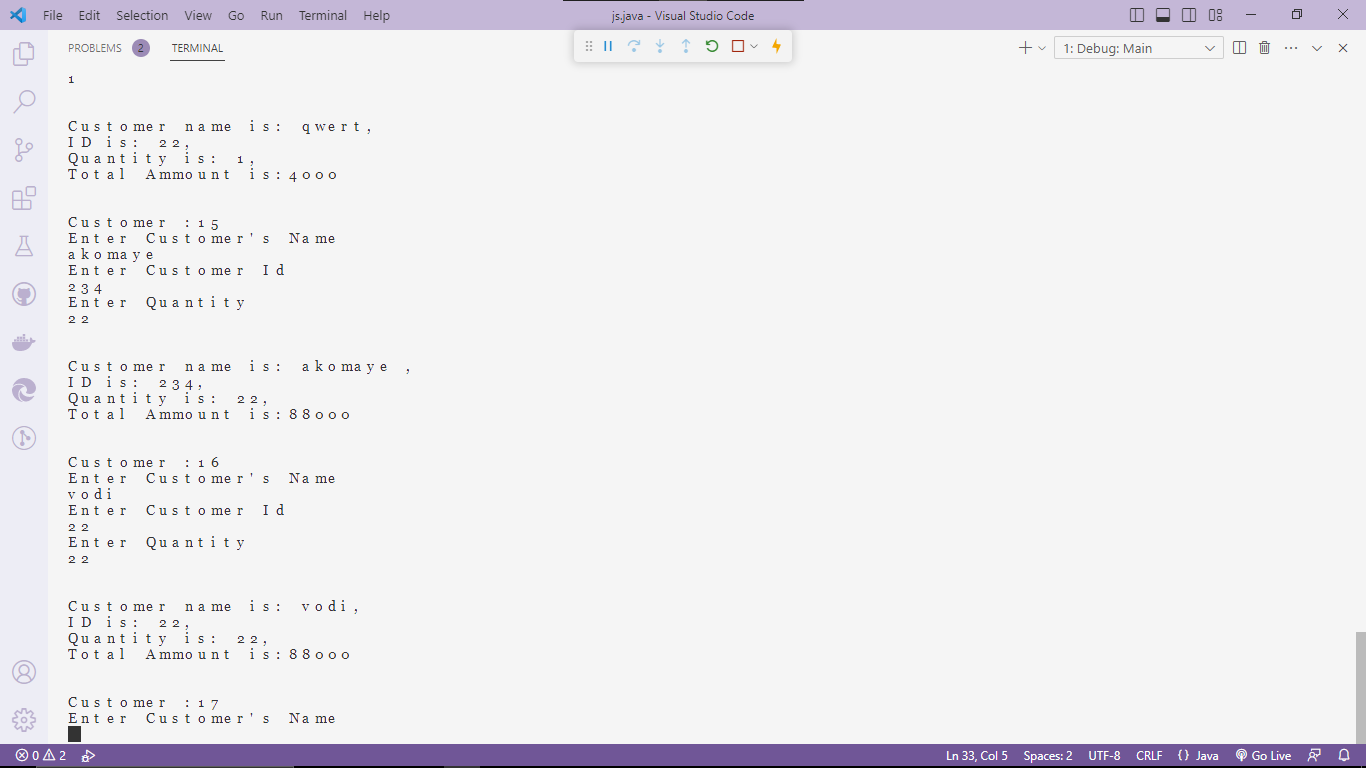 File Edit Selection View Go Run Terminal Help js.java - Visual Studio Code
PROBLEMS 2 TERMINAL 1: Debug: Main
1
Customer name is: qwert,
ID is: 22,
Quantity is: 1,
Total Ammount is:4000
Customer :15
Enter Customer's Name
akomaye
Enter Customer Id
234
Enter Quantity
22
Customer name is: akomaye ,
ID is: 234,
Quantity is: 22,
Total Ammount is:88000
Customer :16
Enter Customer's Name
vodi
Enter Customer Id
22
Enter Quantity
22
Customer name is: vodi,
ID is: 22,
Quantity is: 22,
Total Ammount is:88000
Customer :17
Enter Customer's Name
0 2 Ln 33, Col 5 Spaces: 2 UTF-8 CRLF {} Java Go Live